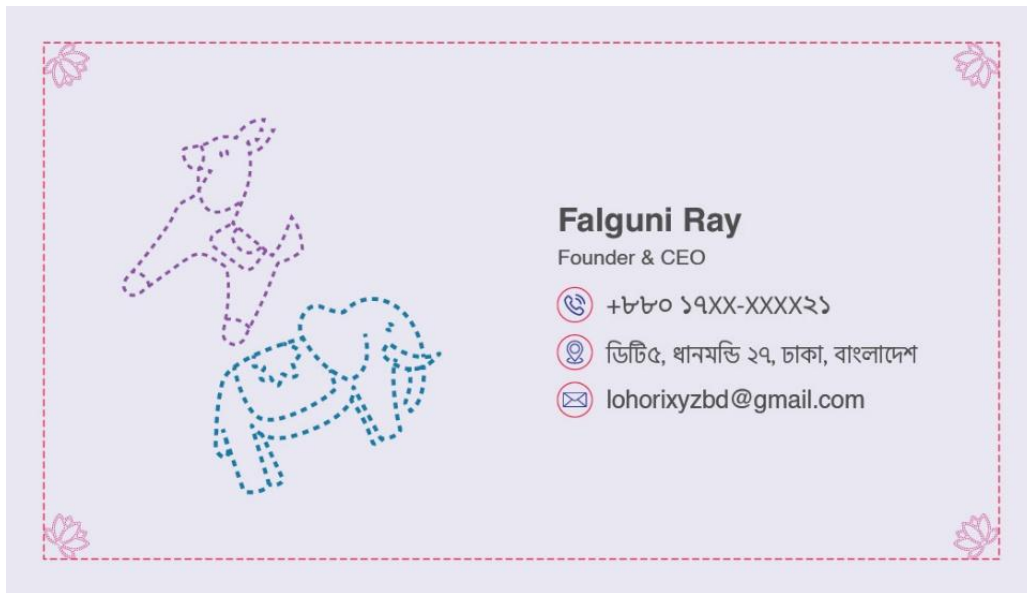 Falguni Ray
Founder & CEO
+৮৮০ ১৭XX-XXXX২১
ডিটি৫, ধানমন্ডি ২৭, ঢাকা, বাংলাদেশ
lohorixyzbd@gmail.com